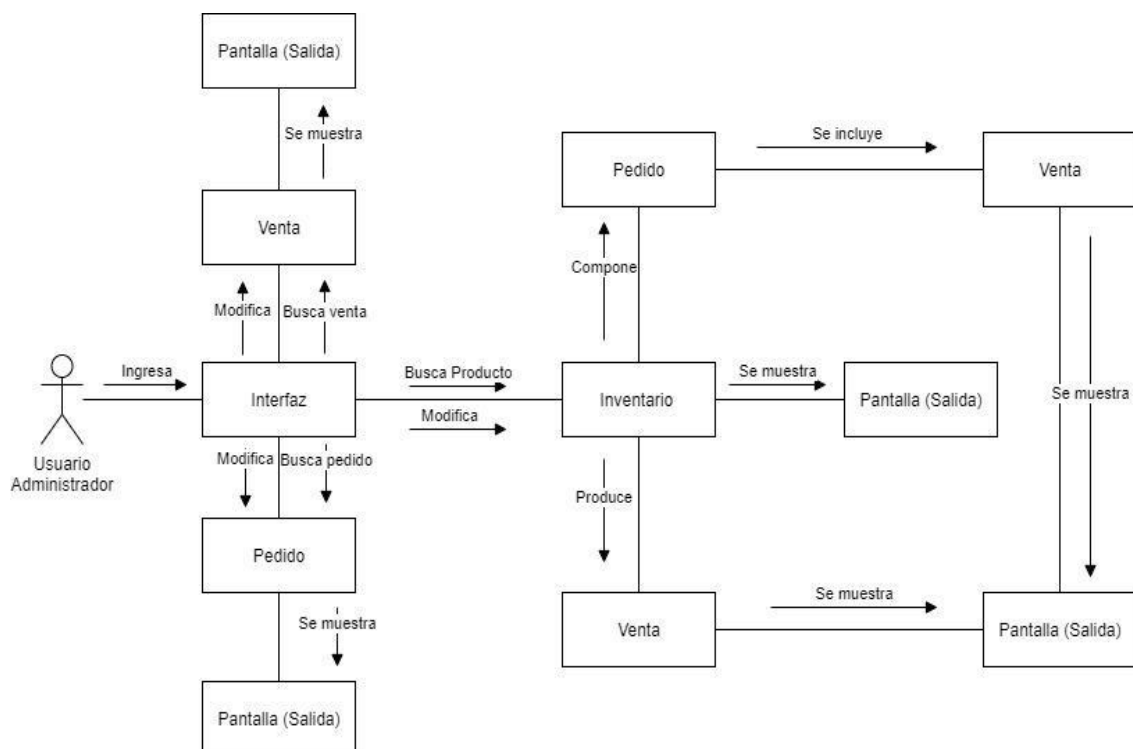 Pantalla (Salida)
Se muestra
Pedido
Se incluye
Venta
Venta
Modifica
Busca venta
Compone
Ingresa
Interfaz
Busca Producto
Modifica
Inventario
Se muestra
Pantalla (Salida)
Se muestra
Usuario
Administrador
Modifica
Busca pedido
Produce
Pedido
Se muestra
Venta
Se muestra
Pantalla (Salida)
Pantalla (Salida)